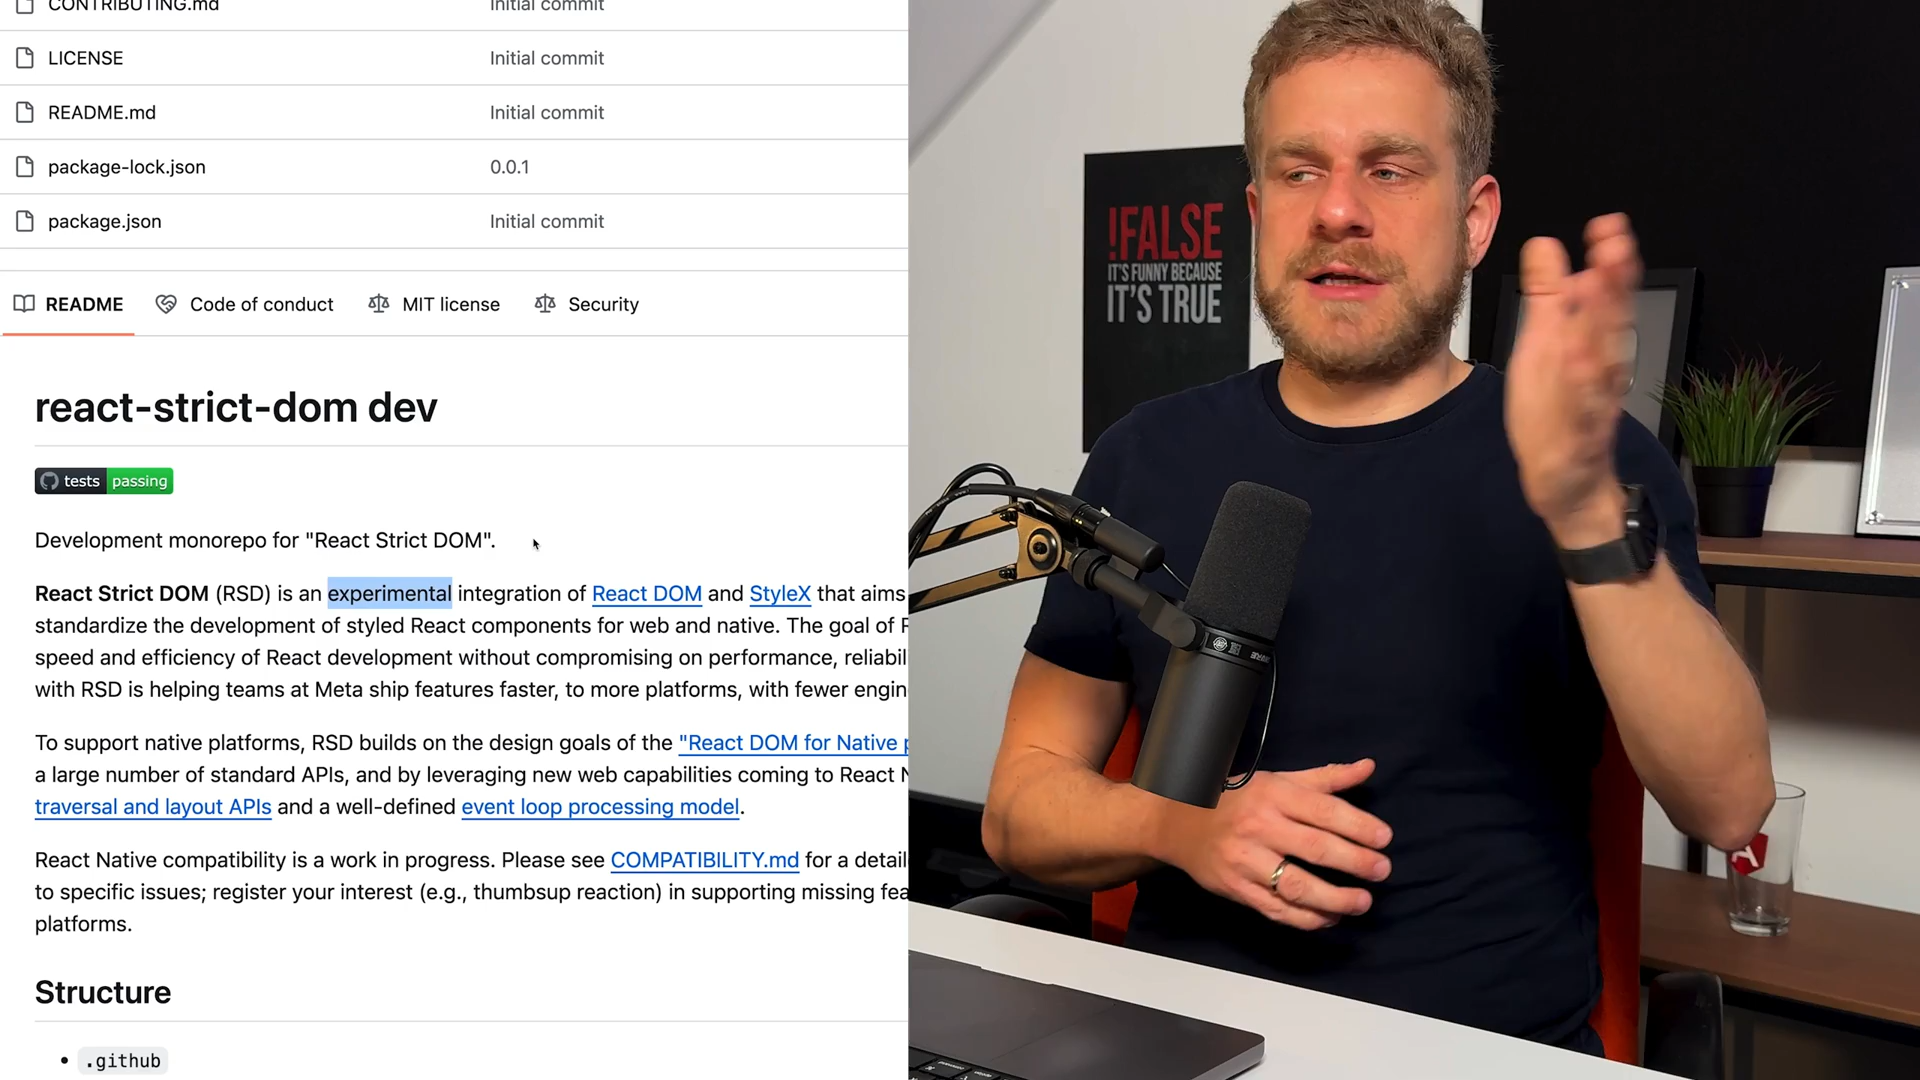 CONTRIBUTING.md Initial commit
LICENSE Initial commit
README.md Initial commit
package-lock.json 0.0.1
package.json Initial commit
README Code of conduct MIT license Security
react-strict-dom dev
tests passing
Development monorepo for "React Strict DOM".
React Strict DOM (RSD) is an experimental integration of React DOM and StyleX that aims
standardize the development of styled React components for web and native. The goal of
speed and efficiency of React development without compromising on performance, reliabil
with RSD is helping teams at Meta ship features faster, to more platforms, with fewer engin
To support native platforms, RSD builds on the design goals of the "React DOM for Native
a large number of standard APIs, and by leveraging new web capabilities coming to React
traversal and layout APIs and a well-defined event loop processing model.
React Native compatibility is a work in progress. Please see COMPATIBILITY.md for a detail
to specific issues; register your interest (e.g., thumbsup reaction) in supporting missing fea
platforms.
Structure
• .github
!FALSE
IT'S FUNNY BECAUSE
IT'S TRUE
A